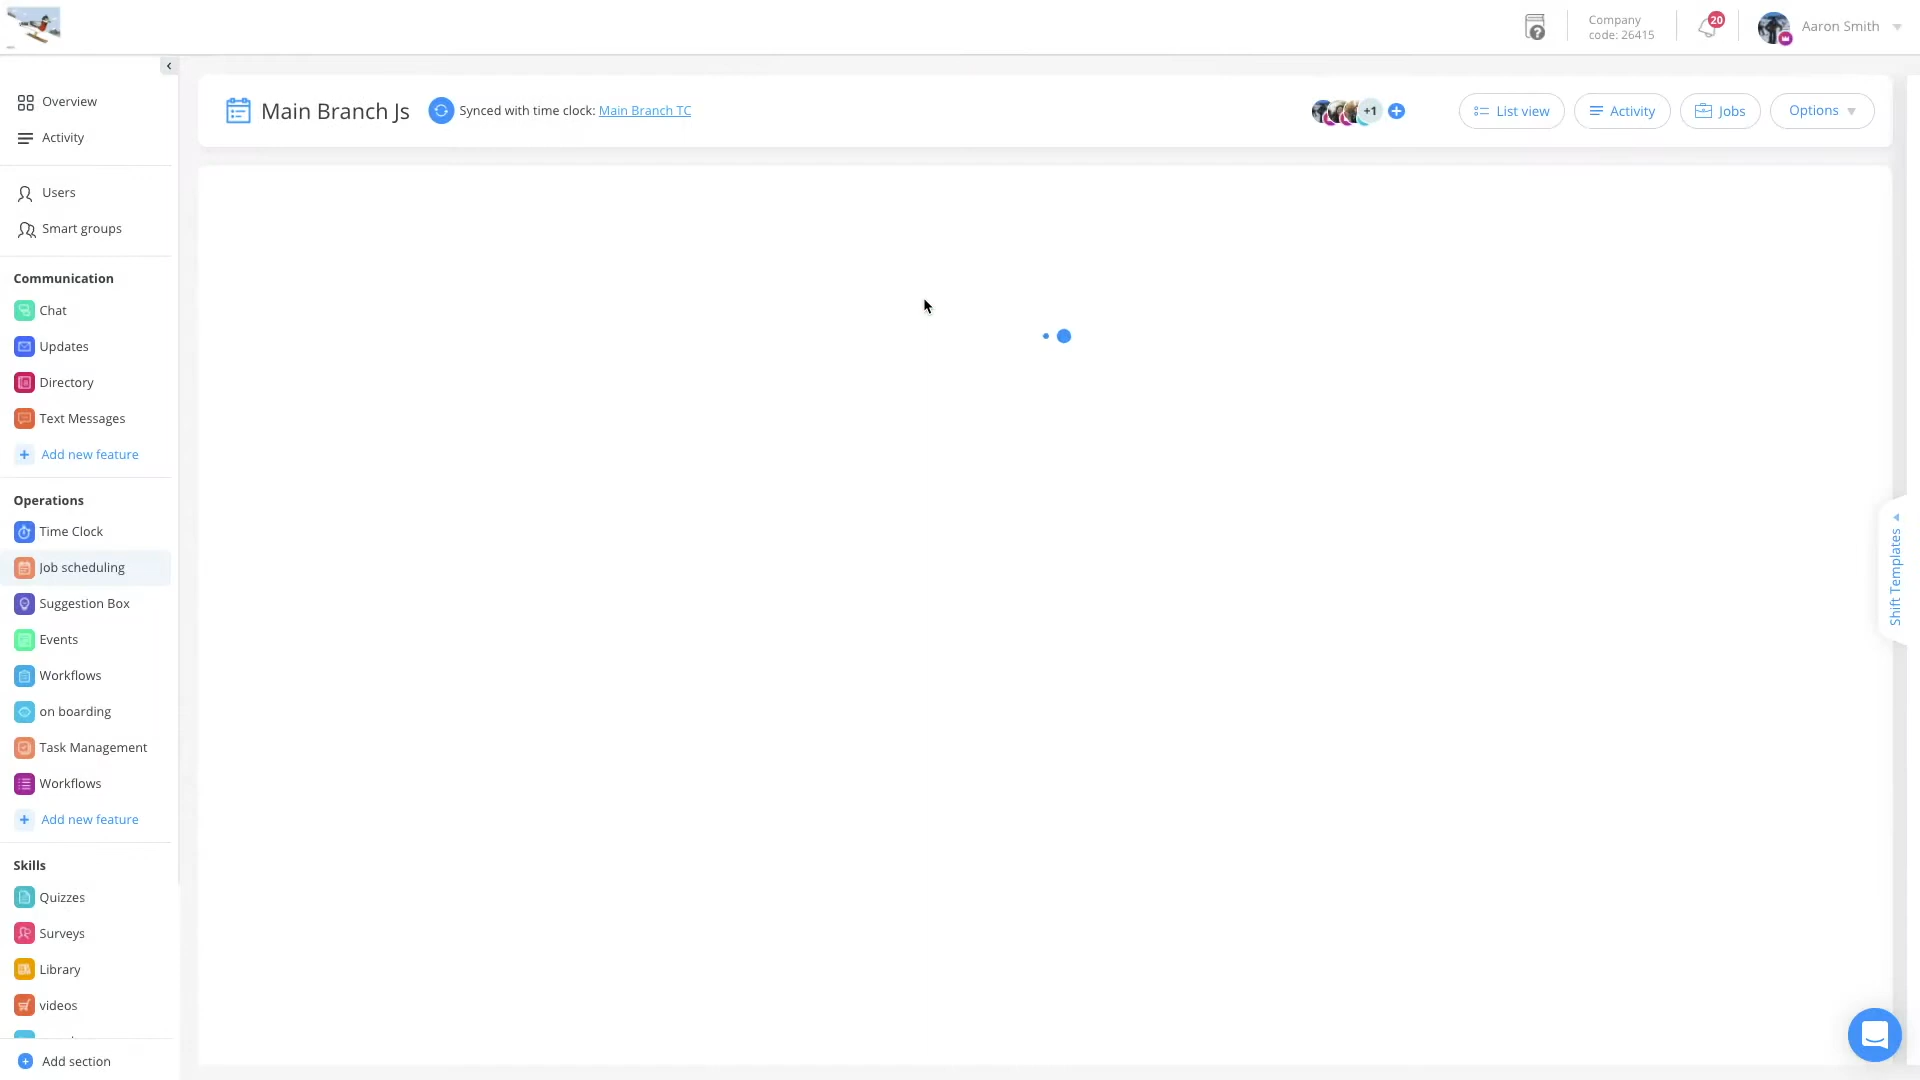 Company
code: 26415
20
Aaron Smith
Overview
Activity
Users
Smart groups
Communication
Chat
Updates
Directory
Text Messages
+ Add new feature
Operations
Time Clock
Job scheduling
Suggestion Box
Events
Workflows
on boarding
Task Management
Workflows
+ Add new feature
Skills
Quizzes
Surveys
Library
videos
Add section
Main Branch Js
Synced with time clock: Main Branch TC
+1
List view
Activity
Jobs
Options
Shift Templates